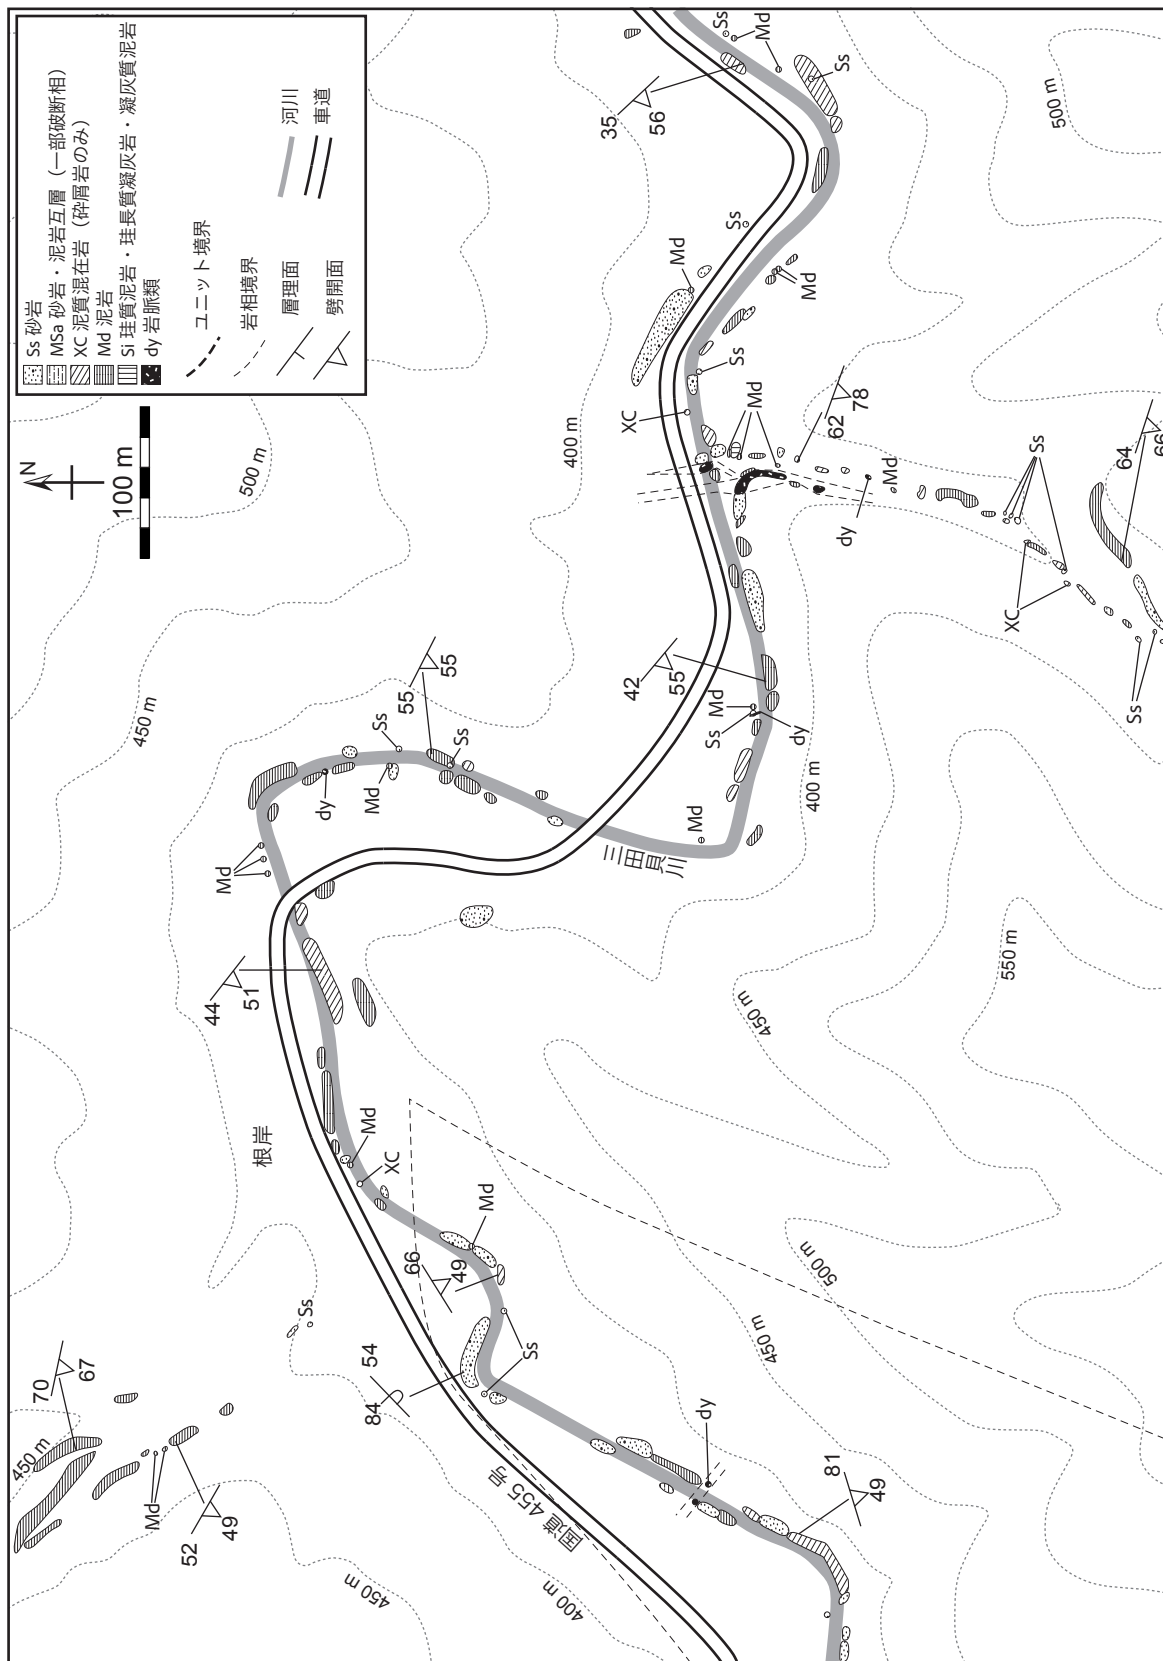 Ss 砂岩
MSa 砂岩・泥岩互層（一部破断相）
XC 泥質混在岩（砕屑岩のみ）
Md 泥岩
Si 珪質泥岩・珪長質凝灰岩・凝灰質泥岩
dy 岩脈類
ユニット境界
岩相境界
層理面
劈開面
河川
車道
N
100 m
450 m
70
67
Md
52
49
450 m
400 m
Ss
国道 455 号
84
54
根岸
66
49
Md
XC
Md
Ss
dy
81
49
450 m
500 m
44
51
Md
dy
Md
Ss
55
55
Ss
450 m
三田貝川
Md
450 m
550 m
400 m
Ss
Md
dy
42
55
500 m
400 m
XC
Ss
Md
62
78
Md
dy
Md
Ss
Md
Ss
35
56
Ss
Md
Ss
500 m
XC
Ss
64
66
Ss